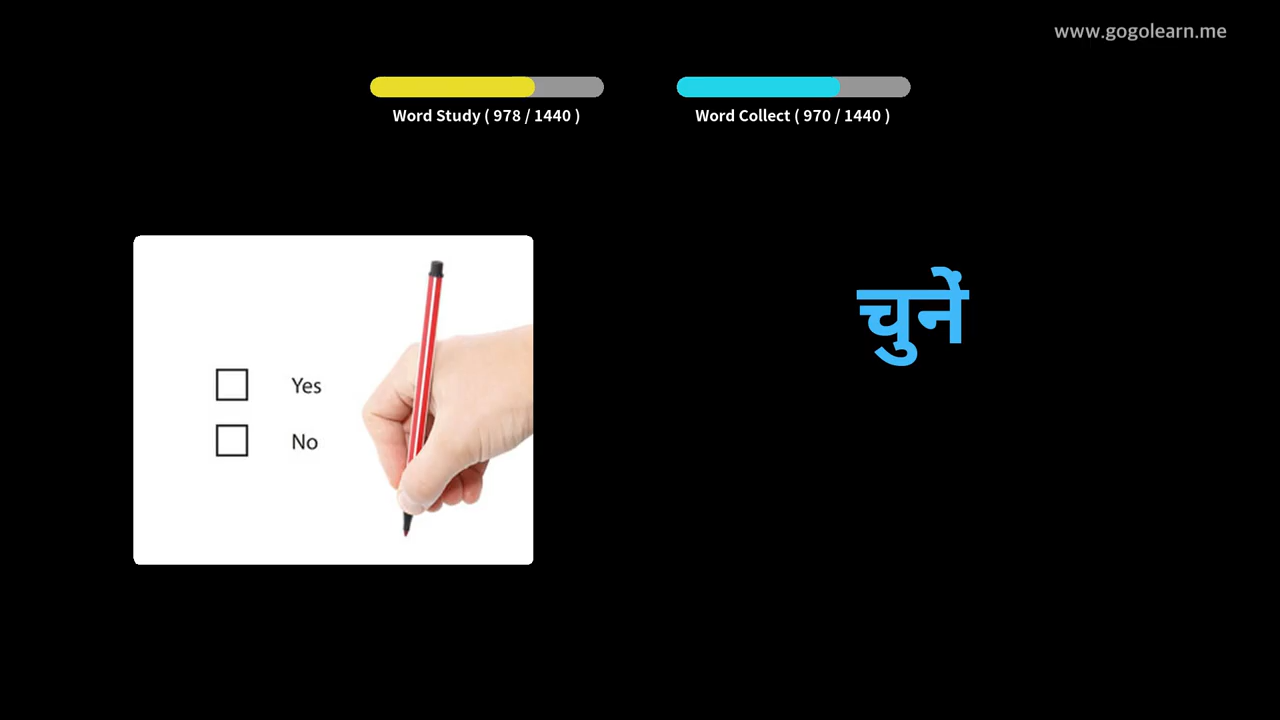 www.gogolearn.me
Word Study ( 978 / 1440 )
Word Collect ( 970 / 1440 )
चुनें
Yes
No